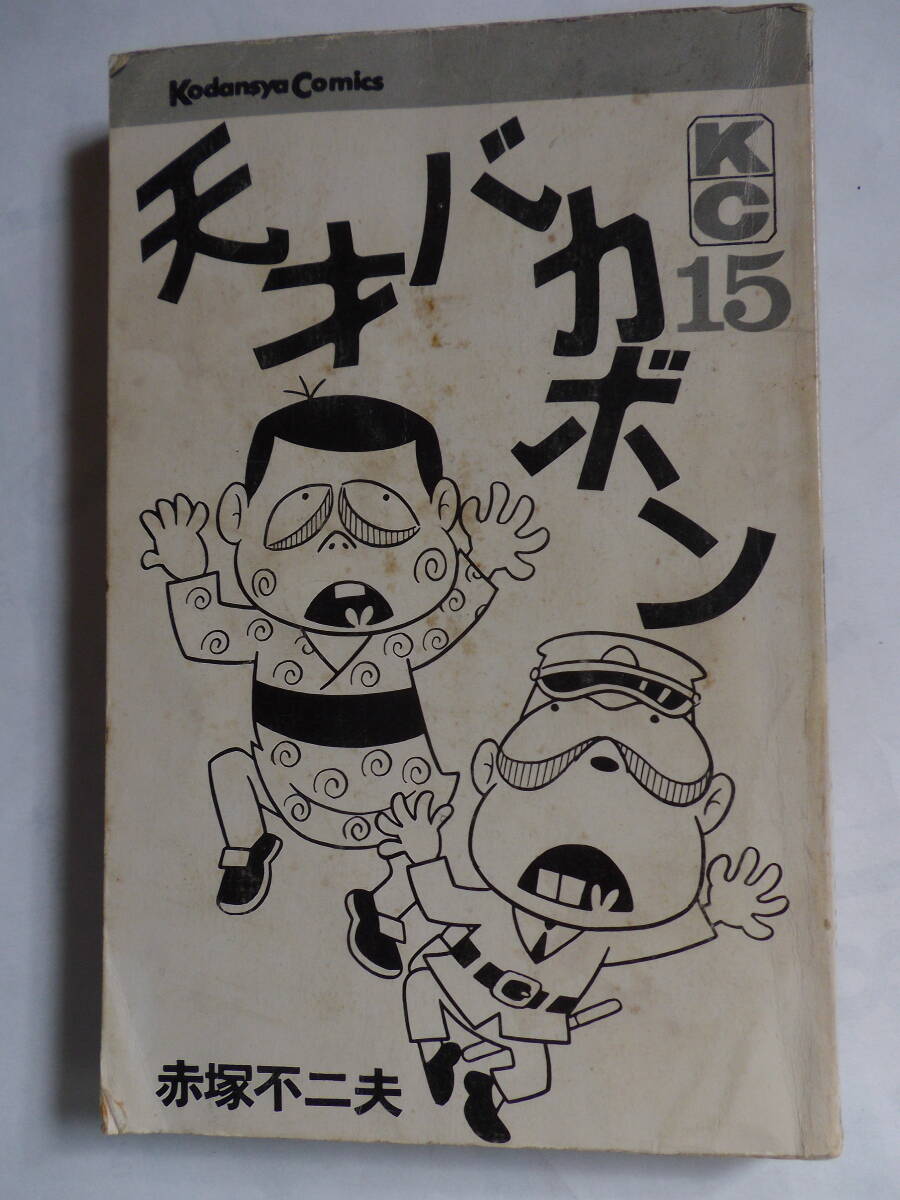 Kodansya Comics
KC
15
天才バカボン
赤塚不二夫